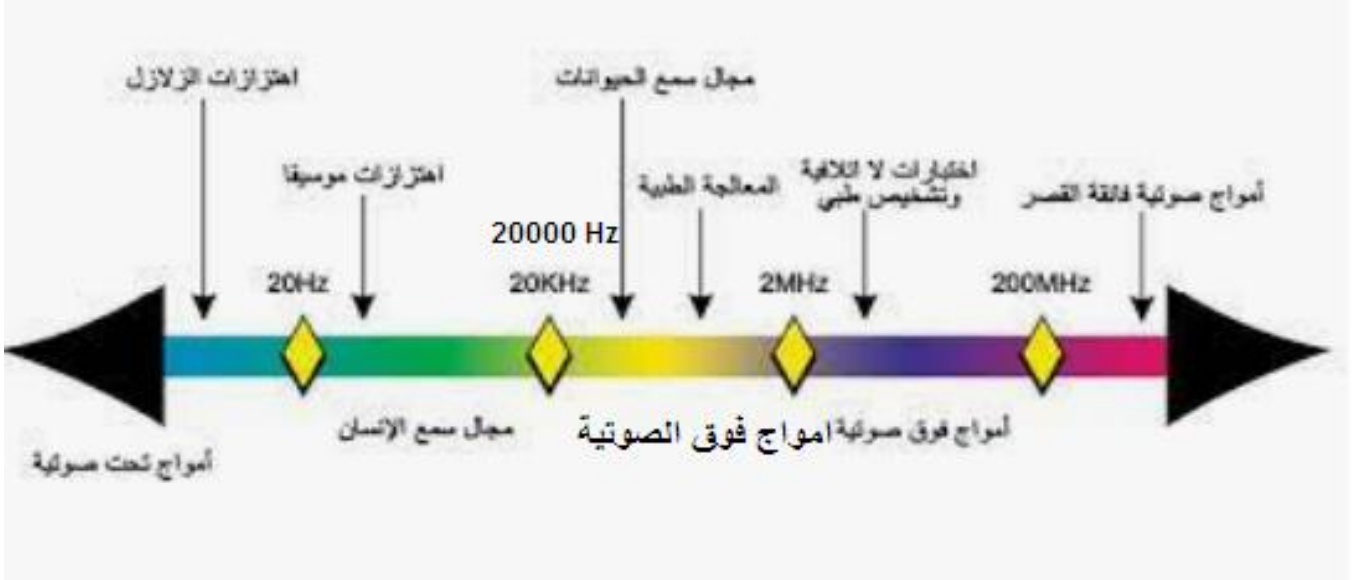 اهتزازات الزلازل
مجال سمع الحيوانات
اهتزازات موسيقا
المعالجة الطبية
اختبارات لا اتلافية
وتشخيص طبي
أمواج صوتية فائقة القصر
20000 Hz
20Hz
20KHz
2MHz
200MHz
أمواج تحت صوتية
مجال سمع الإنسان
امواج فوق الصوتية
أمواج فوق صوتية